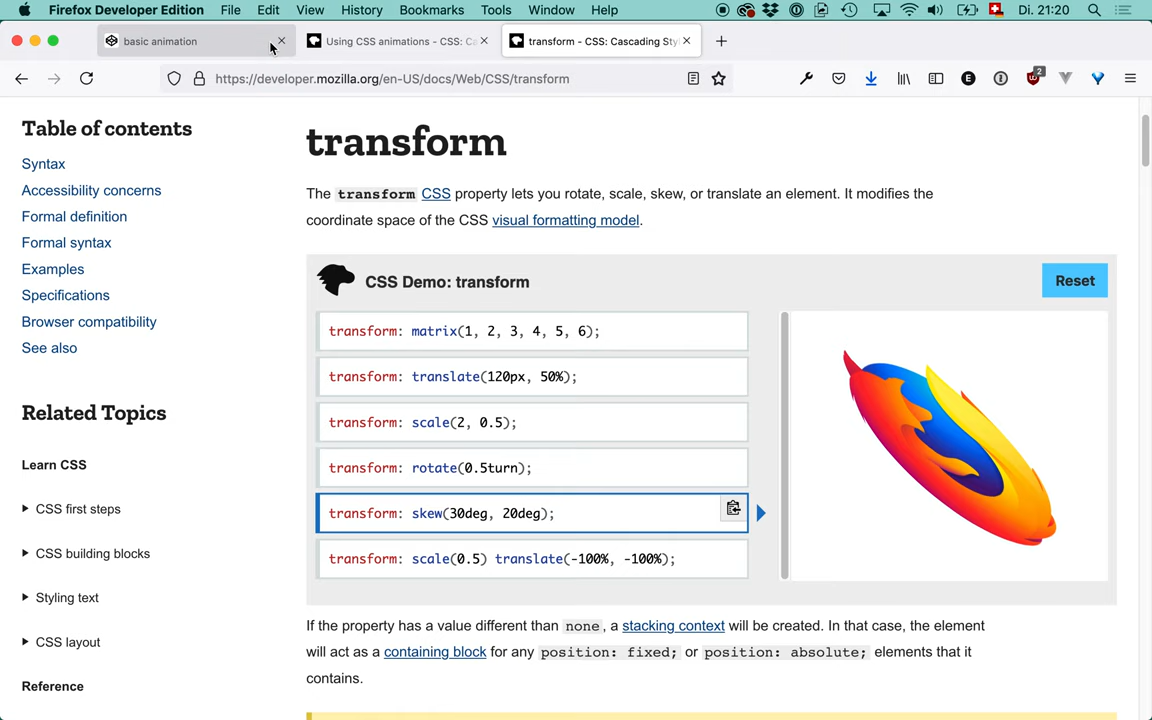 Firefox Developer Edition File Edit View History Bookmarks Tools Window Help Di. 21:20
basic animation
Using CSS animations - CSS: Ca
transform - CSS: Cascading Sty
https://developer.mozilla.org/en-US/docs/Web/CSS/transform
E
2
Table of contents
Syntax
Accessibility concerns
Formal definition
Formal syntax
Examples
Specifications
Browser compatibility
See also
Related Topics
Learn CSS
CSS first steps
CSS building blocks
Styling text
CSS layout
Reference
transform
The transform CSS property lets you rotate, scale, skew, or translate an element. It modifies the
coordinate space of the CSS visual formatting model.
CSS Demo: transform
Reset
transform: matrix(1, 2, 3, 4, 5, 6);
transform: translate(120px, 50%);
transform: scale(2, 0.5);
transform: rotate(0.5turn);
transform: skew(30deg, 20deg);
transform: scale(0.5) translate(-100%, -100%);
If the property has a value different than none, a stacking context will be created. In that case, the element
will act as a containing block for any position: fixed; or position: absolute; elements that it
contains.